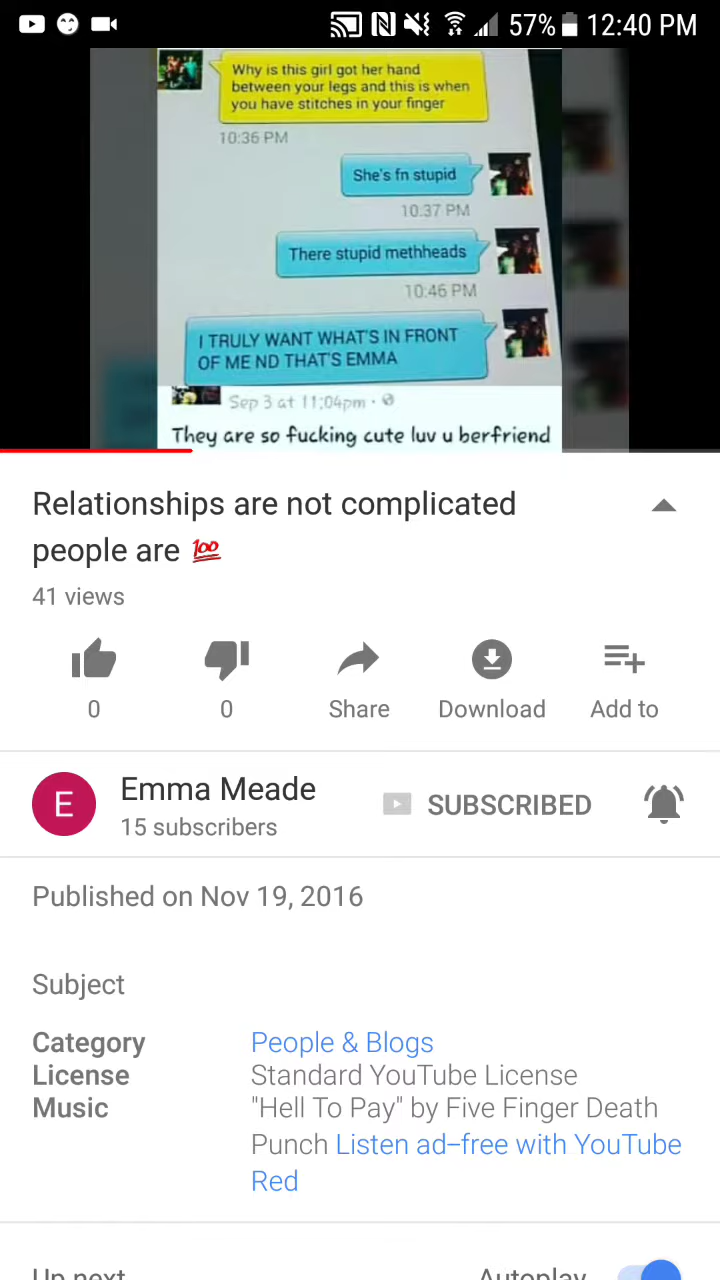 57% 12:40 PM
Why is this girl got her hand
between your legs and this is when
you have stitches in your finger
10:36 PM
She's fn stupid
10:37 PM
There stupid methheads
10:46 PM
I TRULY WANT WHAT'S IN FRONT
OF ME ND THAT'S EMMA
Sep 3 at 11:04pm ·
They are so fucking cute luv u berfriend
Relationships are not complicated
people are 💯
41 views
0 0 Share Download Add to
E
Emma Meade
15 subscribers
SUBSCRIBED
Published on Nov 19, 2016
Subject
Category People & Blogs
License Standard YouTube License
Music "Hell To Pay" by Five Finger Death
Punch Listen ad-free with YouTube
Red
Up next Autoplay